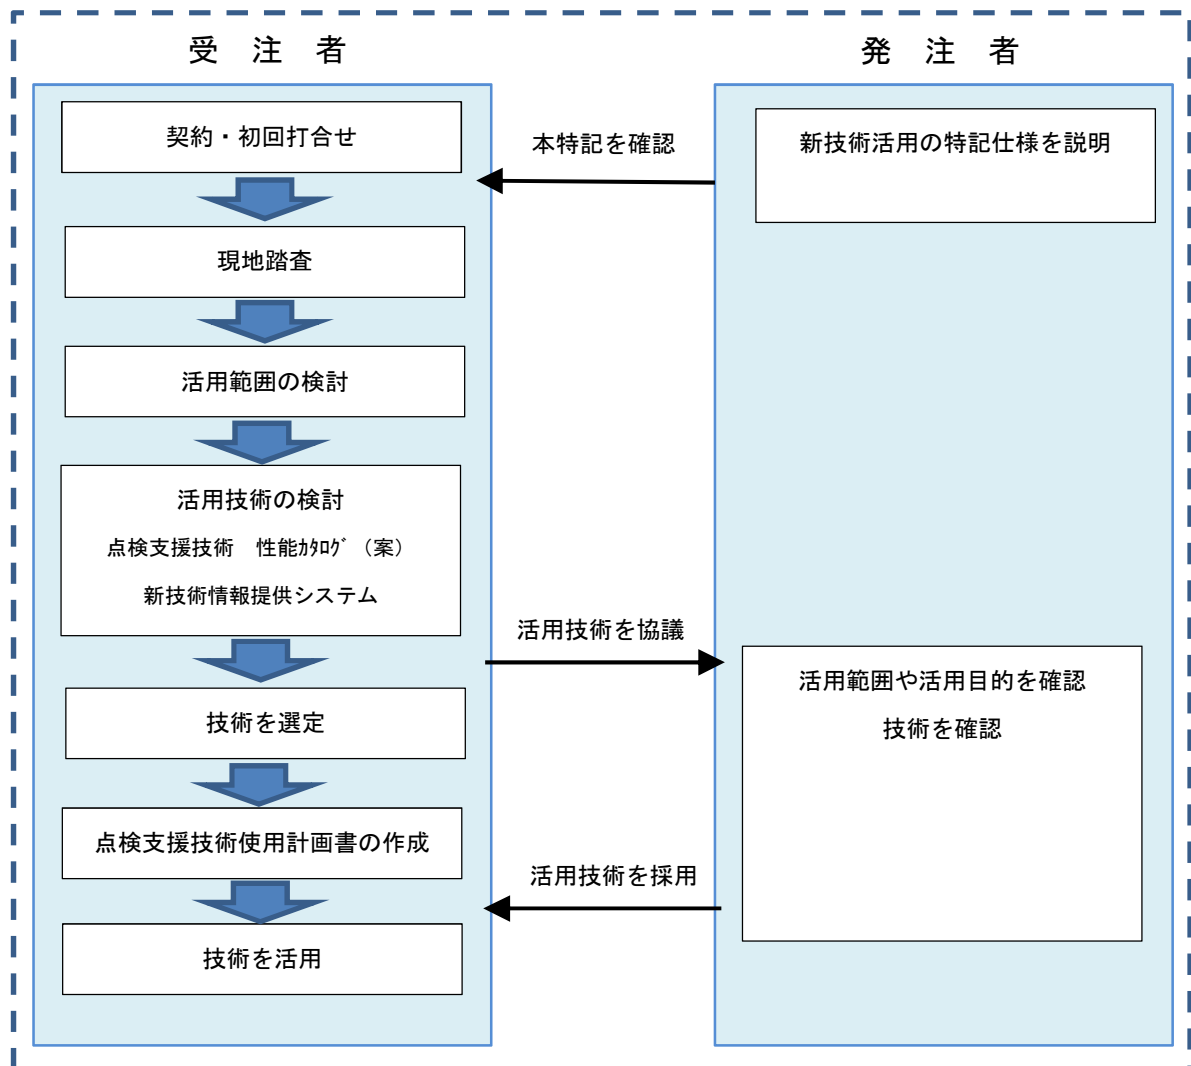 受　注　者
発　注　者
契約・初回打合せ
本特記を確認
新技術活用の特記仕様を説明
現地踏査
活用範囲の検討
活用技術の検討
点検支援技術　性能ｶﾀﾛｸﾞ（案）
新技術情報提供システム
活用技術を協議
活用範囲や活用目的を確認
技術を確認
技術を選定
点検支援技術使用計画書の作成
活用技術を採用
技術を活用